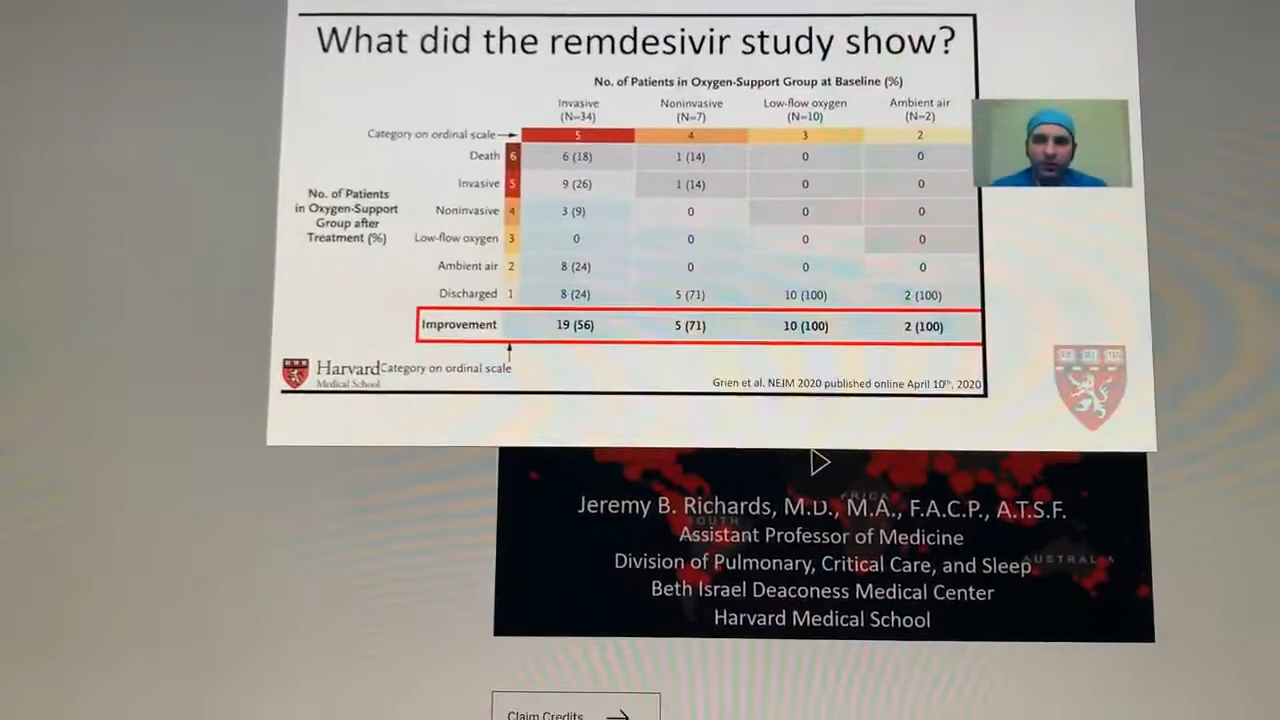 What did the remdesivir study show?
No. of Patients in Oxygen-Support Group at Baseline (%)
Invasive Noninvasive Low-flow oxygen Ambient air
(N=34) (N=7) (N=10) (N=2)
Category on ordinal scale 5 4 3 2
Death 6 6 (18) 1 (14) 0 0
Invasive 5 9 (26) 1 (14) 0 0
No. of Patients
in Oxygen-Support
Group after
Treatment (%)
Noninvasive 4 3 (9) 0 0 0
Low-flow oxygen 3 0 0 0 0
Ambient air 2 8 (24) 0 0 0
Discharged 1 8 (24) 5 (71) 10 (100) 2 (100)
Improvement 19 (56) 5 (71) 10 (100) 2 (100)
Harvard
Medical School
Category on ordinal scale
Grien et al. NEJM 2020 published online April 10th, 2020
VE RI TAS
Jeremy B. Richards, M.D., M.A., F.A.C.P., A.T.S.F.
Assistant Professor of Medicine
Division of Pulmonary, Critical Care, and Sleep
Beth Israel Deaconess Medical Center
Harvard Medical School
SOUTH
AFRICA
AUSTRALIA
Claim Credits